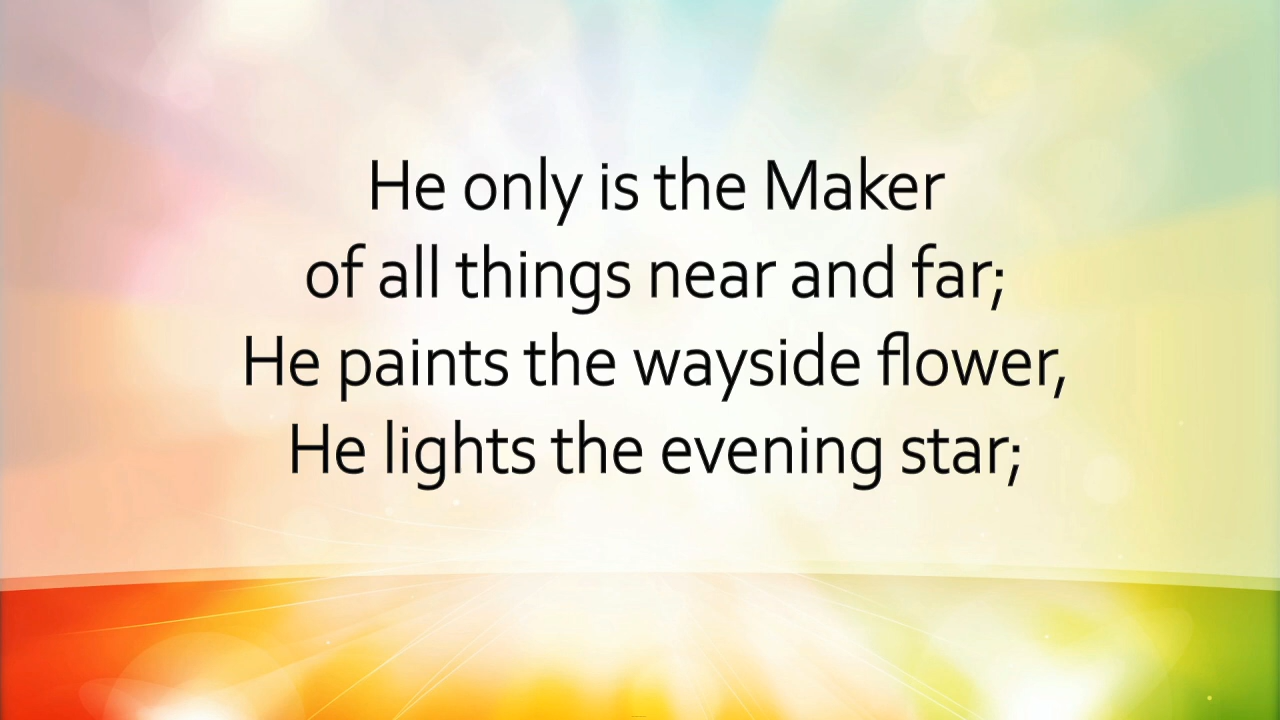 He only is the Maker
of all things near and far;
He paints the wayside flower,
He lights the evening star;